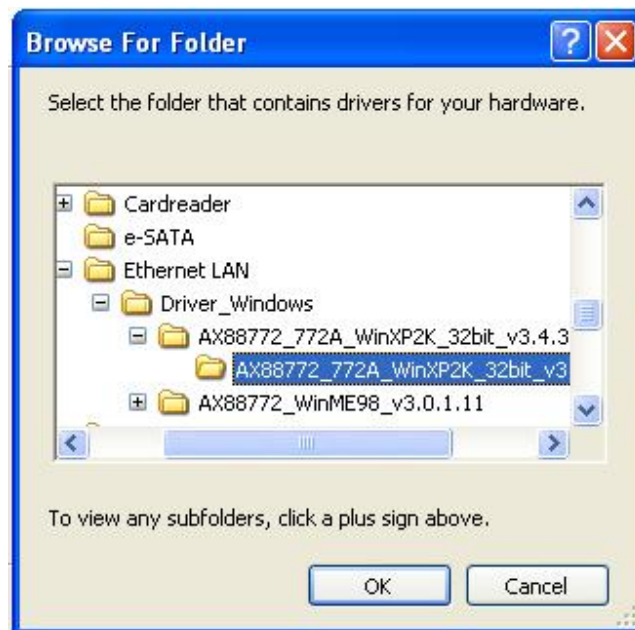 Browse For Folder
Select the folder that contains drivers for your hardware.
Cardreader
e-SATA
Ethernet LAN
Driver_Windows
AX88772_772A_WinXP2K_32bit_v3.4.3
AX88772_772A_WinXP2K_32bit_v3
AX88772_WinME98_v3.0.1.11
To view any subfolders, click a plus sign above.
OK Cancel